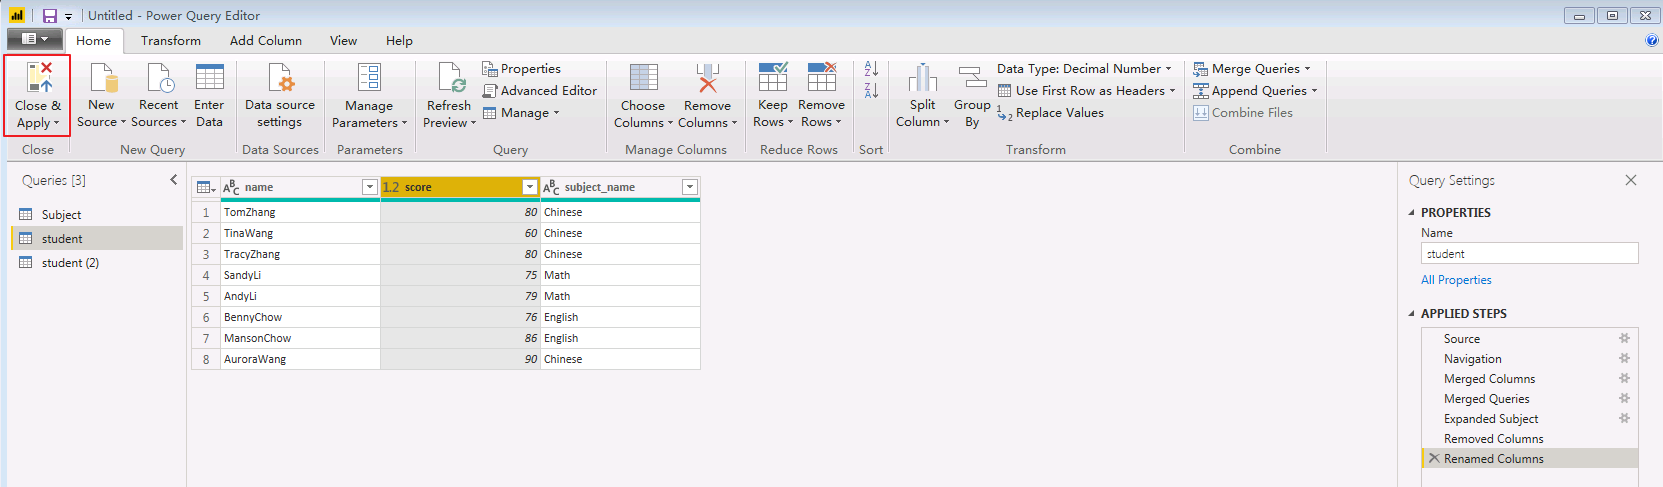 Untitled - Power Query Editor
Home Transform Add Column View Help
Close & Apply
New Source
Recent Sources
Enter Data
Data source settings
Manage Parameters
Refresh Preview
Properties
Advanced Editor
Manage
Choose Columns
Remove Columns
Keep Rows
Remove Rows
A Z
Z A
Split Column
Group By
Data Type: Decimal Number
Use First Row as Headers
1 2 Replace Values
Merge Queries
Append Queries
Combine Files
Close New Query Data Sources Parameters Query Manage Columns Reduce Rows Sort Transform Combine
Queries [3]
Subject
student
student (2)
ABC name 1.2 score ABC subject_name
1 TomZhang 80 Chinese
2 TinaWang 60 Chinese
3 TracyZhang 80 Chinese
4 SandyLi 75 Math
5 AndyLi 79 Math
6 BennyChow 76 English
7 MansonChow 86 English
8 AuroraWang 90 Chinese
Query Settings
PROPERTIES
Name
student
All Properties
APPLIED STEPS
Source
Navigation
Merged Columns
Merged Queries
Expanded Subject
Removed Columns
Renamed Columns